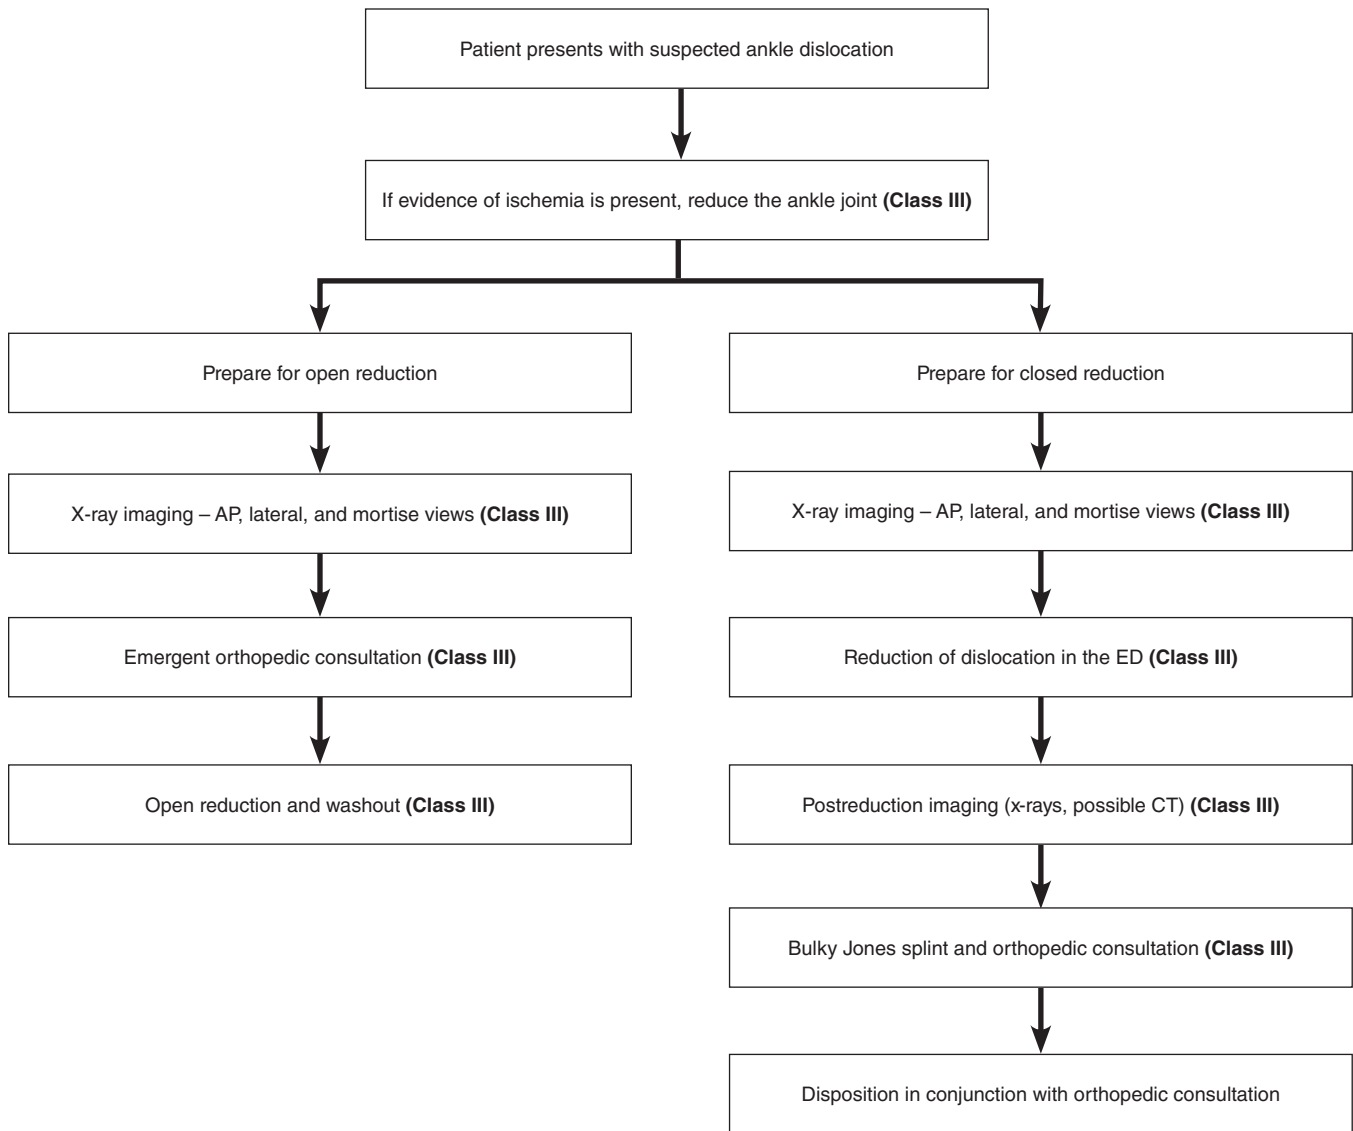 Patient presents with suspected ankle dislocation
If evidence of ischemia is present, reduce the ankle joint (Class III)
Prepare for open reduction
X-ray imaging – AP, lateral, and mortise views (Class III)
Emergent orthopedic consultation (Class III)
Open reduction and washout (Class III)
Prepare for closed reduction
X-ray imaging – AP, lateral, and mortise views (Class III)
Reduction of dislocation in the ED (Class III)
Postreduction imaging (x-rays, possible CT) (Class III)
Bulky Jones splint and orthopedic consultation (Class III)
Disposition in conjunction with orthopedic consultation